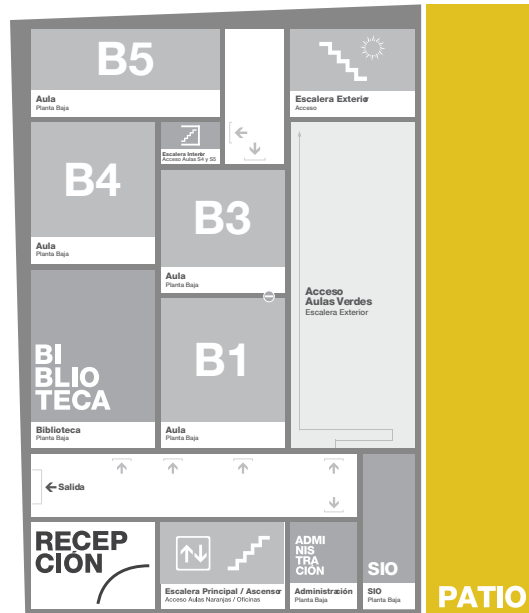 B5
Aula
Planta Baja
Escalera Exterior
Acceso
Escalera Interior
Acceso Aulas S4 y S5
B4
Aula
Planta Baja
B3
Aula
Planta Baja
Acceso
Aulas Verdes
Escalera Exterior
BI
BLIO
TECA
Biblioteca
Planta Baja
B1
Aula
Planta Baja
Salida
RECEP
CIÓN
Escalera Principal / Ascensor
Acceso Aulas Naranjas / Oficinas
ADMI
NIS
TRA
CIÓN
Administración
Planta Baja
SIO
SIO
Planta Baja
PATIO